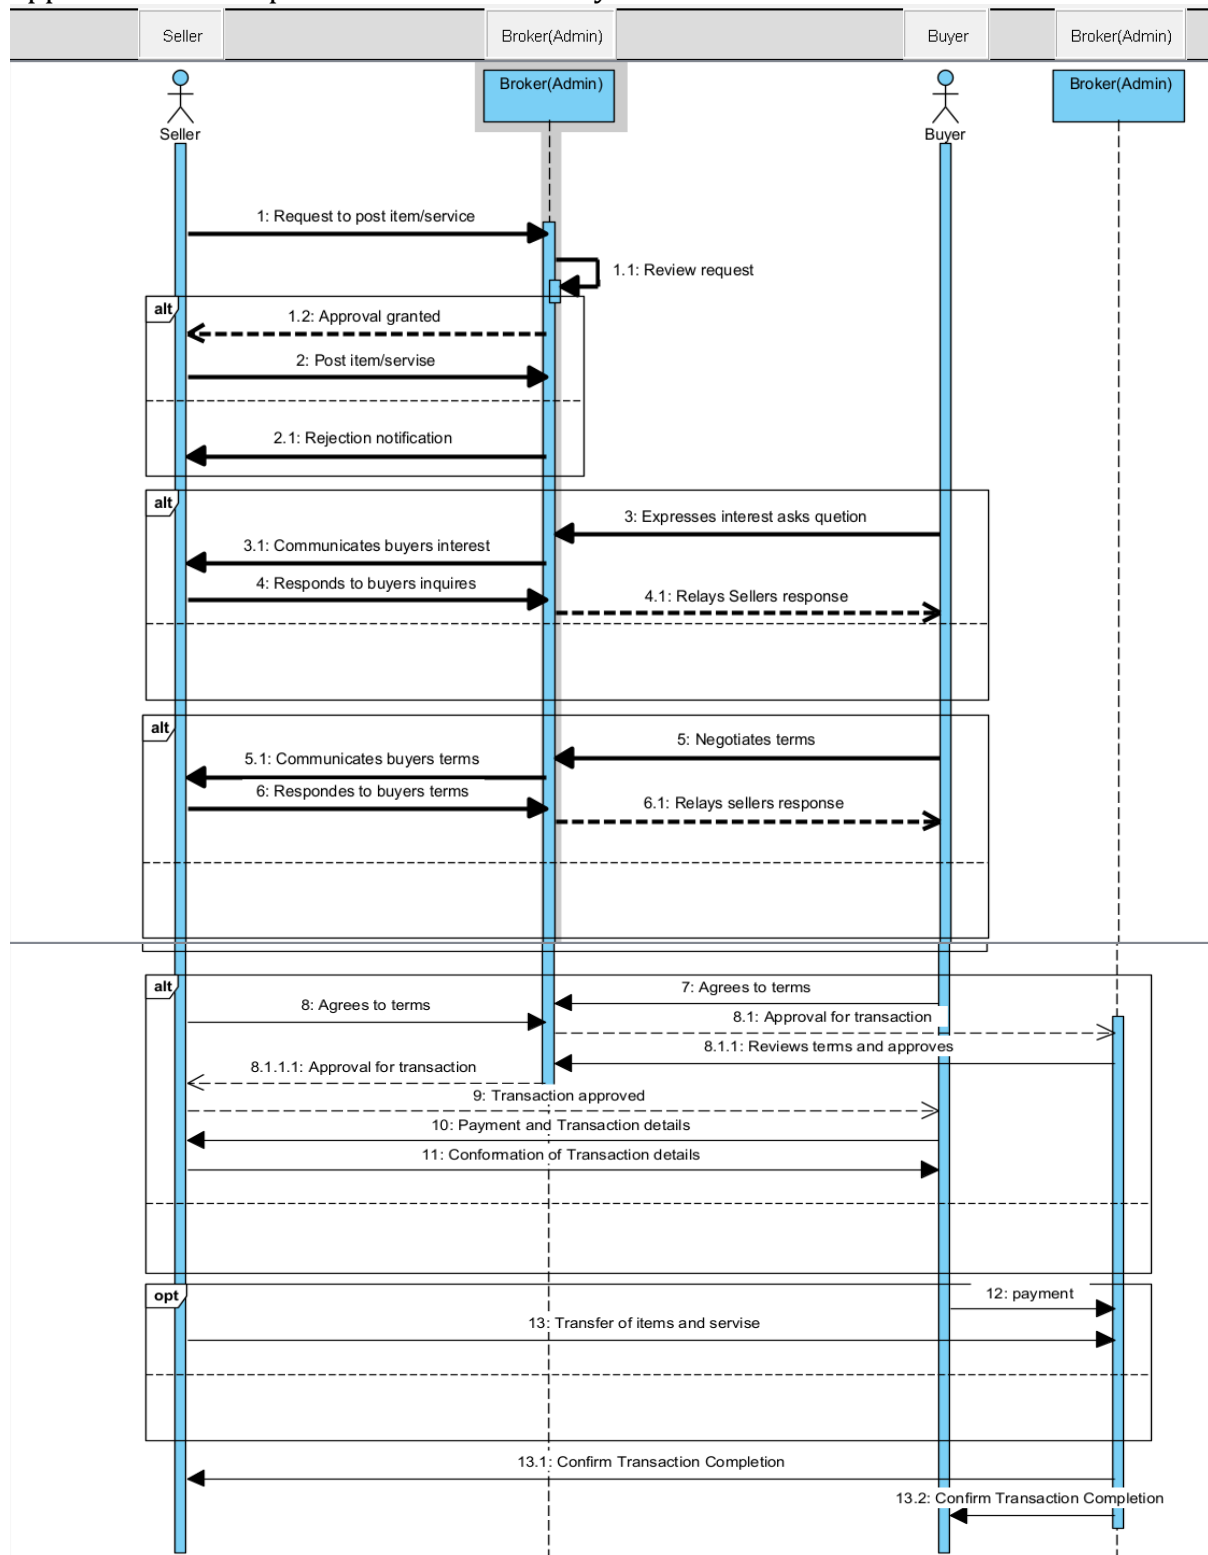 Seller
Broker(Admin)
Buyer
Broker(Admin)
Broker(Admin)
Broker(Admin)
Seller
Buyer
1: Request to post item/service
1.1: Review request
alt
1.2: Approval granted
2: Post item/servise
2.1: Rejection notification
alt
3: Expresses interest asks quetion
3.1: Communicates buyers interest
4: Responds to buyers inquires
4.1: Relays Sellers response
alt
5: Negotiates terms
5.1: Communicates buyers terms
6: Respondes to buyers terms
6.1: Relays sellers response
alt
7: Agrees to terms
8: Agrees to terms
8.1: Approval for transaction
8.1.1: Reviews terms and approves
8.1.1.1: Approval for transaction
9: Transaction approved
10: Payment and Transaction details
11: Conformation of Transaction details
opt
12: payment
13: Transfer of items and servise
13.1: Confirm Transaction Completion
13.2: Confirm Transaction Completion